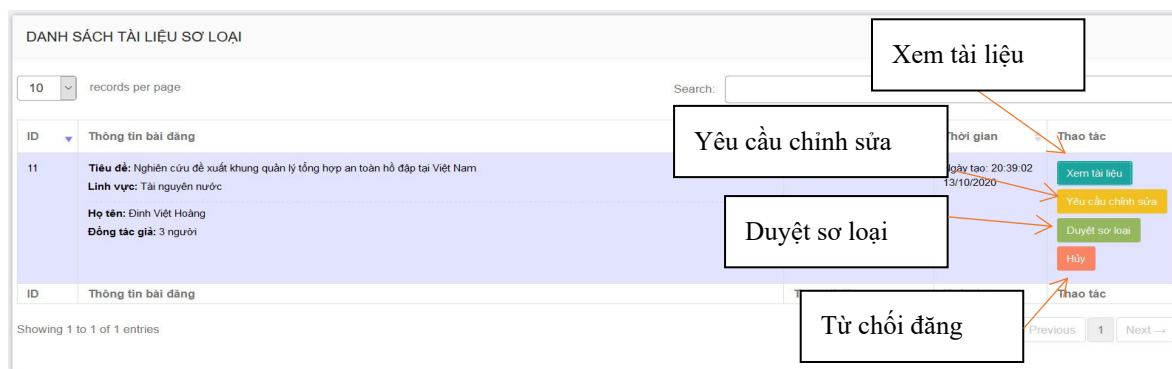 DANH SÁCH TÀI LIỆU SƠ LOẠI
Xem tài liệu
10 records per page
Search:
Yêu cầu chỉnh sửa
ID Thông tin bài đăng Thời gian Thao tác
11 Tiêu đề: Nghiên cứu đề xuất khung quản lý tổng hợp an toàn hồ đập tại Việt Nam
Ngày tạo: 20:39:02
13/10/2020
Xem tài liệu
Lĩnh vực: Tài nguyên nước
Yêu cầu chỉnh sửa
Họ tên: Đinh Việt Hoàng
Đồng tác giả: 3 người
Duyệt sơ loại
Duyệt sơ loại
Hủy
ID Thông tin bài đăng Thao tác
Từ chối đăng
Showing 1 to 1 of 1 entries
Previous 1 Next →